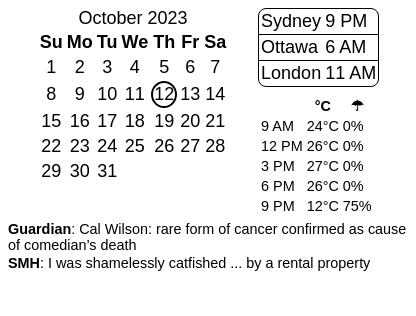 October 2023
Su Mo Tu We Th Fr Sa
1 2 3 4 5 6 7
8 9 10 11 12 13 14
15 16 17 18 19 20 21
22 23 24 25 26 27 28
29 30 31
Sydney 9 PM
Ottawa 6 AM
London 11 AM
°C ☂
9 AM 24°C 0%
12 PM 26°C 0%
3 PM 27°C 0%
6 PM 26°C 0%
9 PM 12°C 75%
Guardian: Cal Wilson: rare form of cancer confirmed as cause
of comedian’s death
SMH: I was shamelessly catfished ... by a rental property